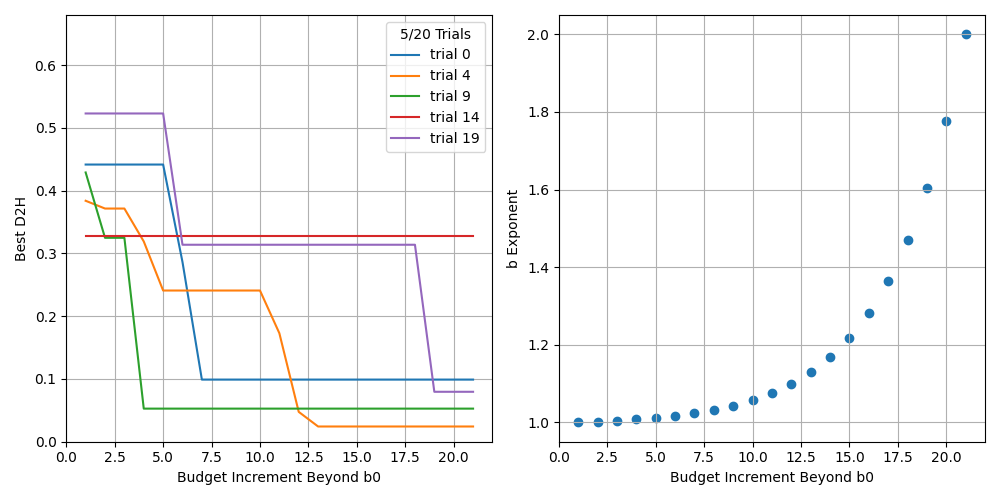 5/20 Trials
trial 0
trial 4
trial 9
trial 14
trial 19
Best D2H
0.6
0.5
0.4
0.3
0.2
0.1
0.0
0.0 2.5 5.0 7.5 10.0 12.5 15.0 17.5 20.0
Budget Increment Beyond b0
b Exponent
2.0
1.8
1.6
1.4
1.2
1.0
0.0 2.5 5.0 7.5 10.0 12.5 15.0 17.5 20.0
Budget Increment Beyond b0